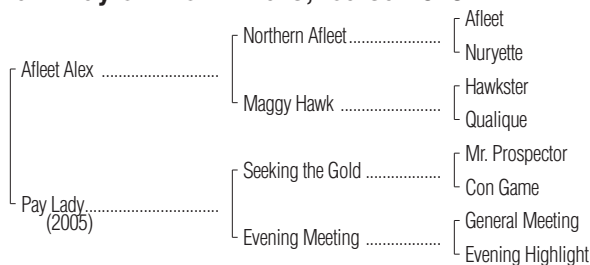 Afleet
Northern Afleet
Nuryette
Afleet Alex
Hawkster
Maggy Hawk
Qualique
Mr. Prospector
Seeking the Gold
Con Game
Pay Lady
(2005)
General Meeting
Evening Meeting
Evening Highlight